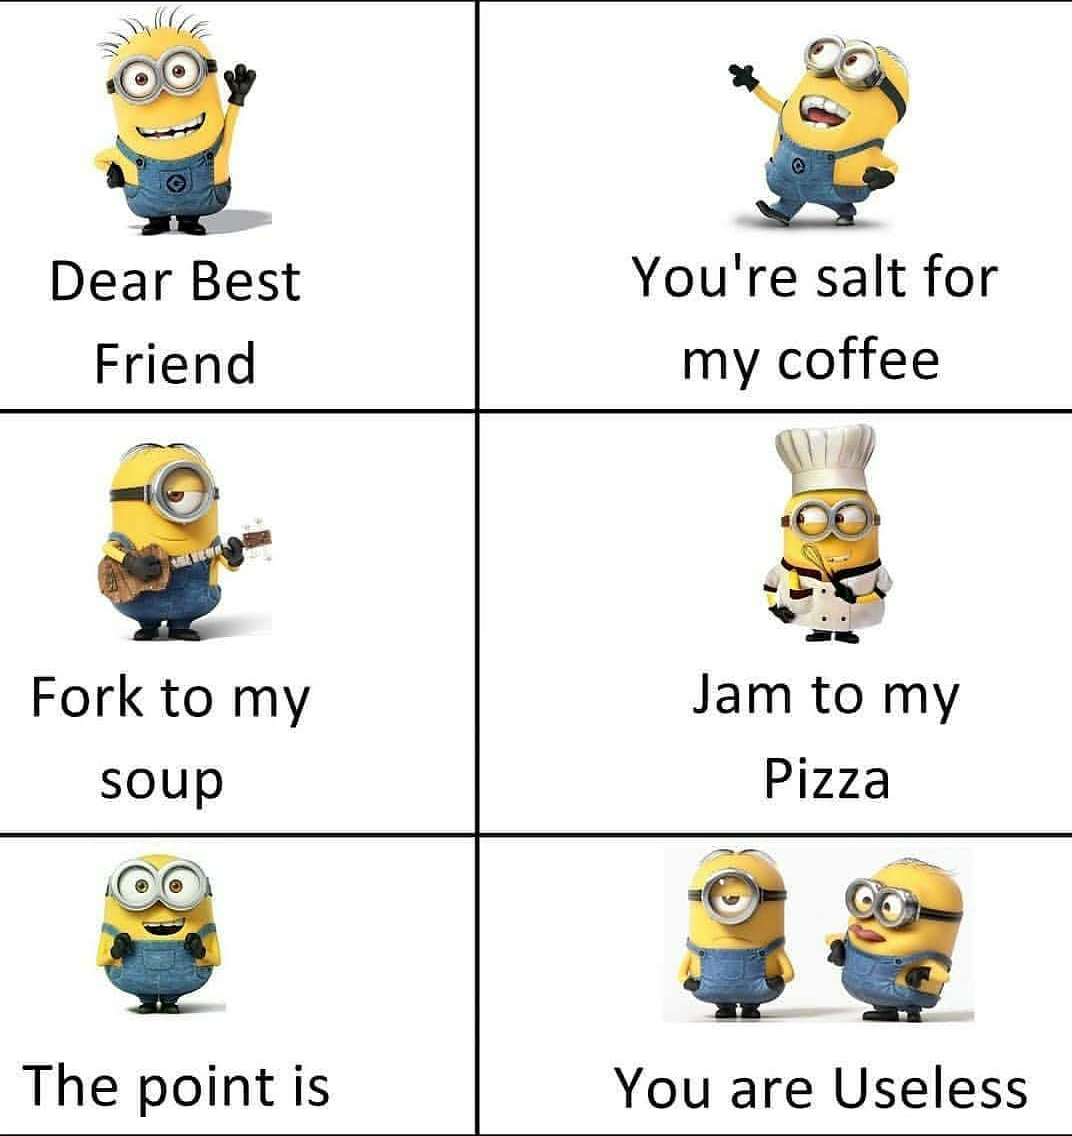 Dear Best
Friend
You're salt for
my coffee
Fork to my
soup
Jam to my
Pizza
The point is
You are Useless